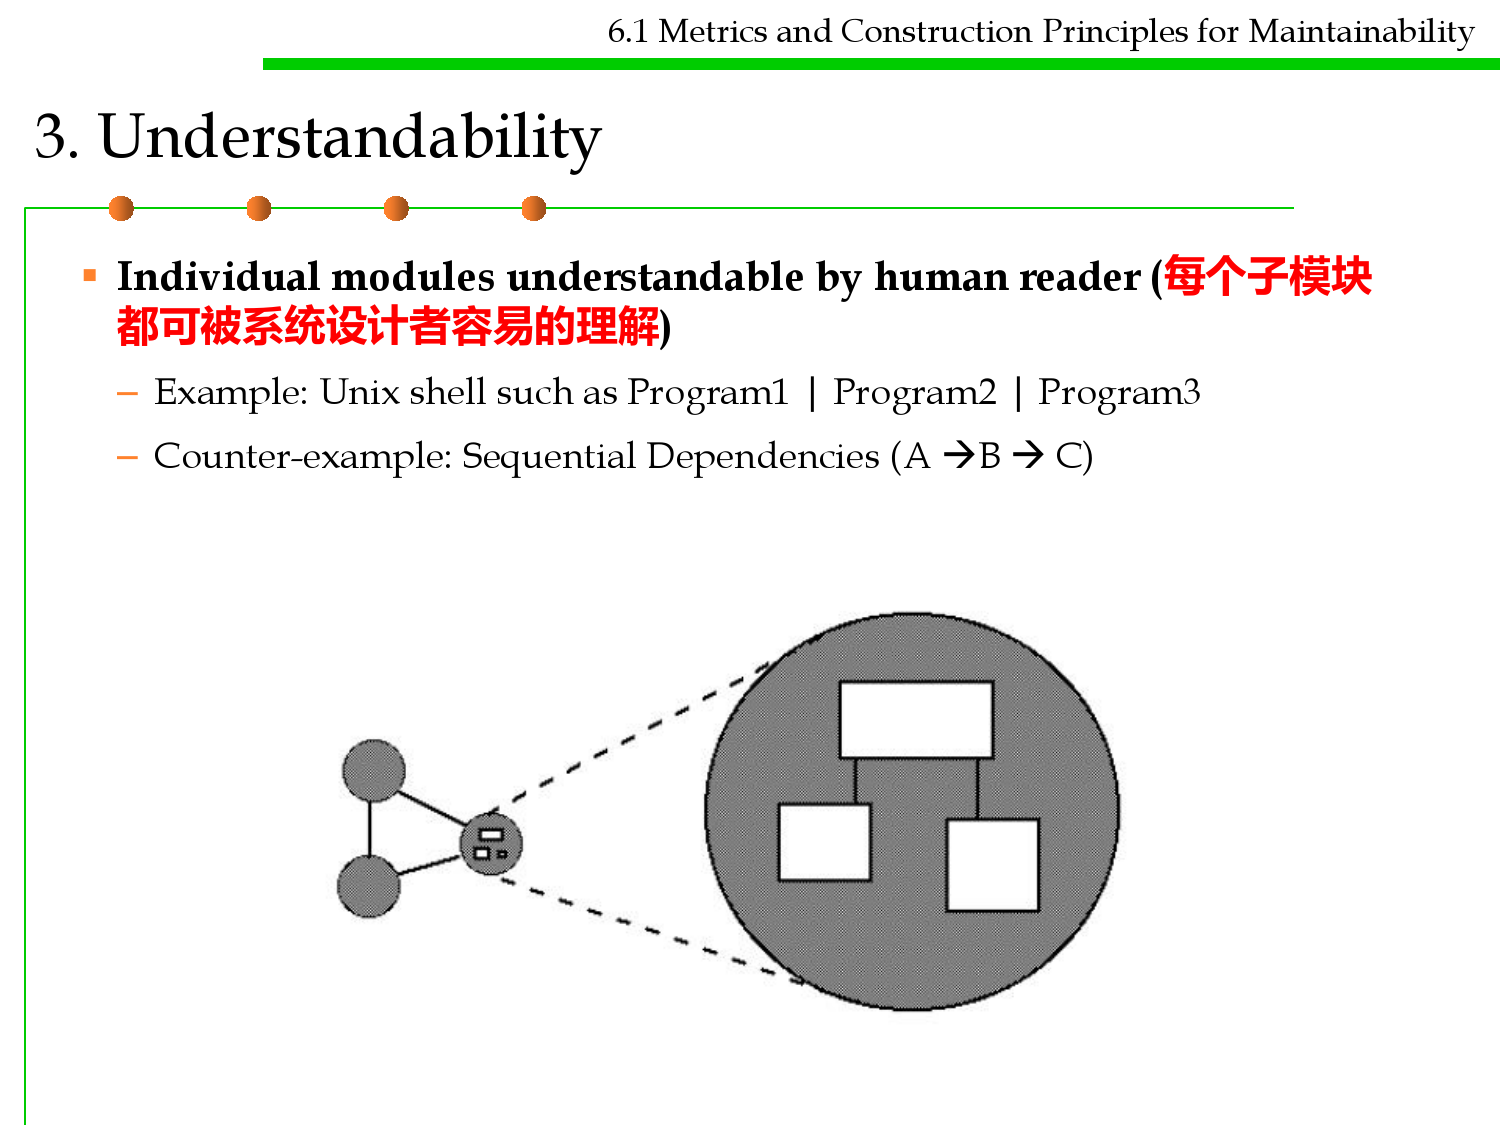 6.1 Metrics and Construction Principles for Maintainability
3. Understandability
▪ Individual modules understandable by human reader (每个子模块
都可被系统设计者容易的理解)
– Example: Unix shell such as Program1 | Program2 | Program3
– Counter-example: Sequential Dependencies (A →B → C)